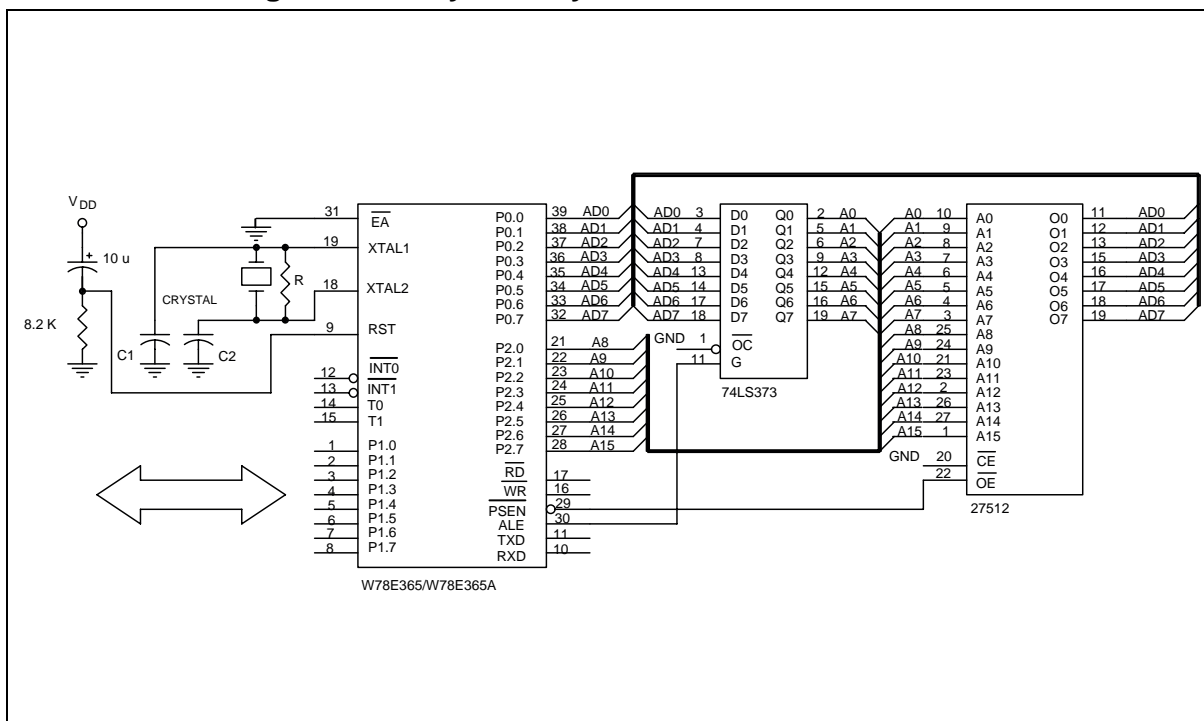 VDD
10 u
8.2 K
CRYSTAL
C1
C2
R
31 EA
19 XTAL1
18 XTAL2
9 RST
12 INT0
13 INT1
14 T0
15 T1
1 P1.0
2 P1.1
3 P1.2
4 P1.3
5 P1.4
6 P1.5
7 P1.6
8 P1.7
P0.0 39 AD0
P0.1 38 AD1
P0.2 37 AD2
P0.3 36 AD3
P0.4 35 AD4
P0.5 34 AD5
P0.6 33 AD6
P0.7 32 AD7
P2.0 21 A8
P2.1 22 A9
P2.2 23 A10
P2.3 24 A11
P2.4 25 A12
P2.5 26 A13
P2.6 27 A14
P2.7 28 A15
RD 17
WR 16
PSEN 29
ALE 30
TXD 11
RXD 10
W78E365/W78E365A
AD0 3 D0 Q0 2 A0
AD1 4 D1 Q1 5 A1
AD2 7 D2 Q2 6 A2
AD3 8 D3 Q3 9 A3
AD4 13 D4 Q4 12 A4
AD5 14 D5 Q5 15 A5
AD6 17 D6 Q6 16 A6
AD7 18 D7 Q7 19 A7
GND 1 OC
11 G
74LS373
A0 10 A0 O0 11 AD0
A1 9 A1 O1 12 AD1
A2 8 A2 O2 13 AD2
A3 7 A3 O3 15 AD3
A4 6 A4 O4 16 AD4
A5 5 A5 O5 17 AD5
A6 4 A6 O6 18 AD6
A7 3 A7 O7 19 AD7
A8 25 A8
A9 24 A9
A10 21 A10
A11 23 A11
A12 2 A12
A13 26 A13
A14 27 A14
A15 1 A15
GND 20 CE
22 OE
27512